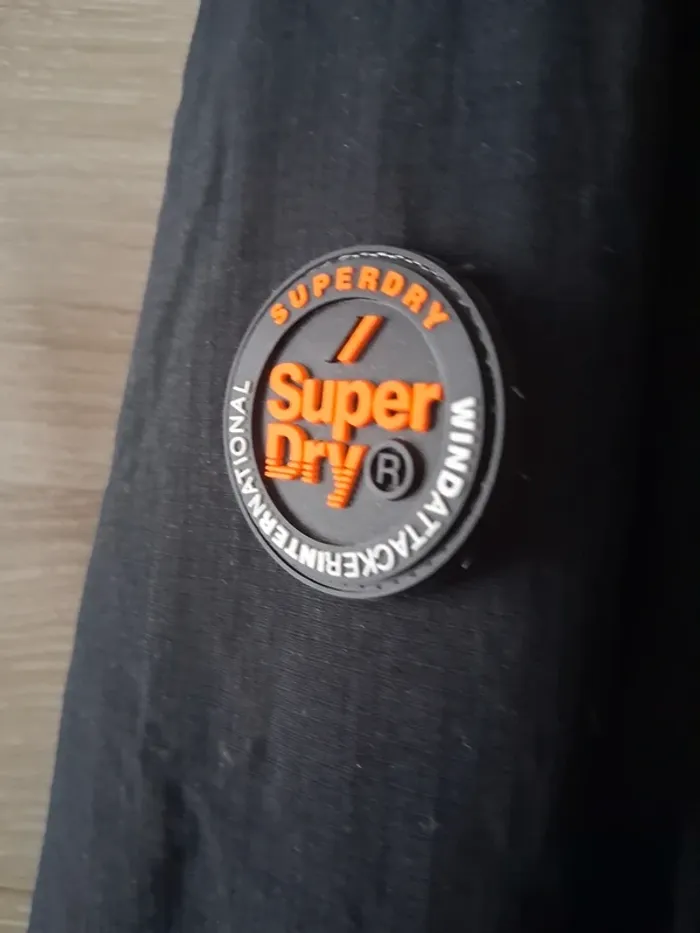 SUPERDRY
/
Super
Dry®
WINDATTACKERINTERNATIONAL